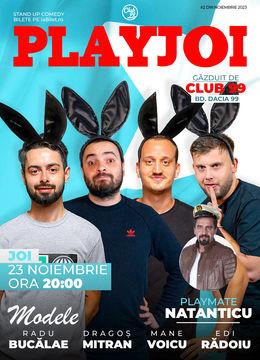 STAND UP COMEDY
BILETE PE iaBilet.ro
#2 DIN NOIEMBRIE 2023
PLAYJOI
GĂZDUIT DE
CLUB 99
BD. DACIA 99
JOI
23 NOIEMBRIE
ORA 20:00
PLAYMATE
NATANTICU
Modele
RADU
BUCĂLAE
DRAGOȘ
MITRAN
MANE
VOICU
EDI
RĂDOIU